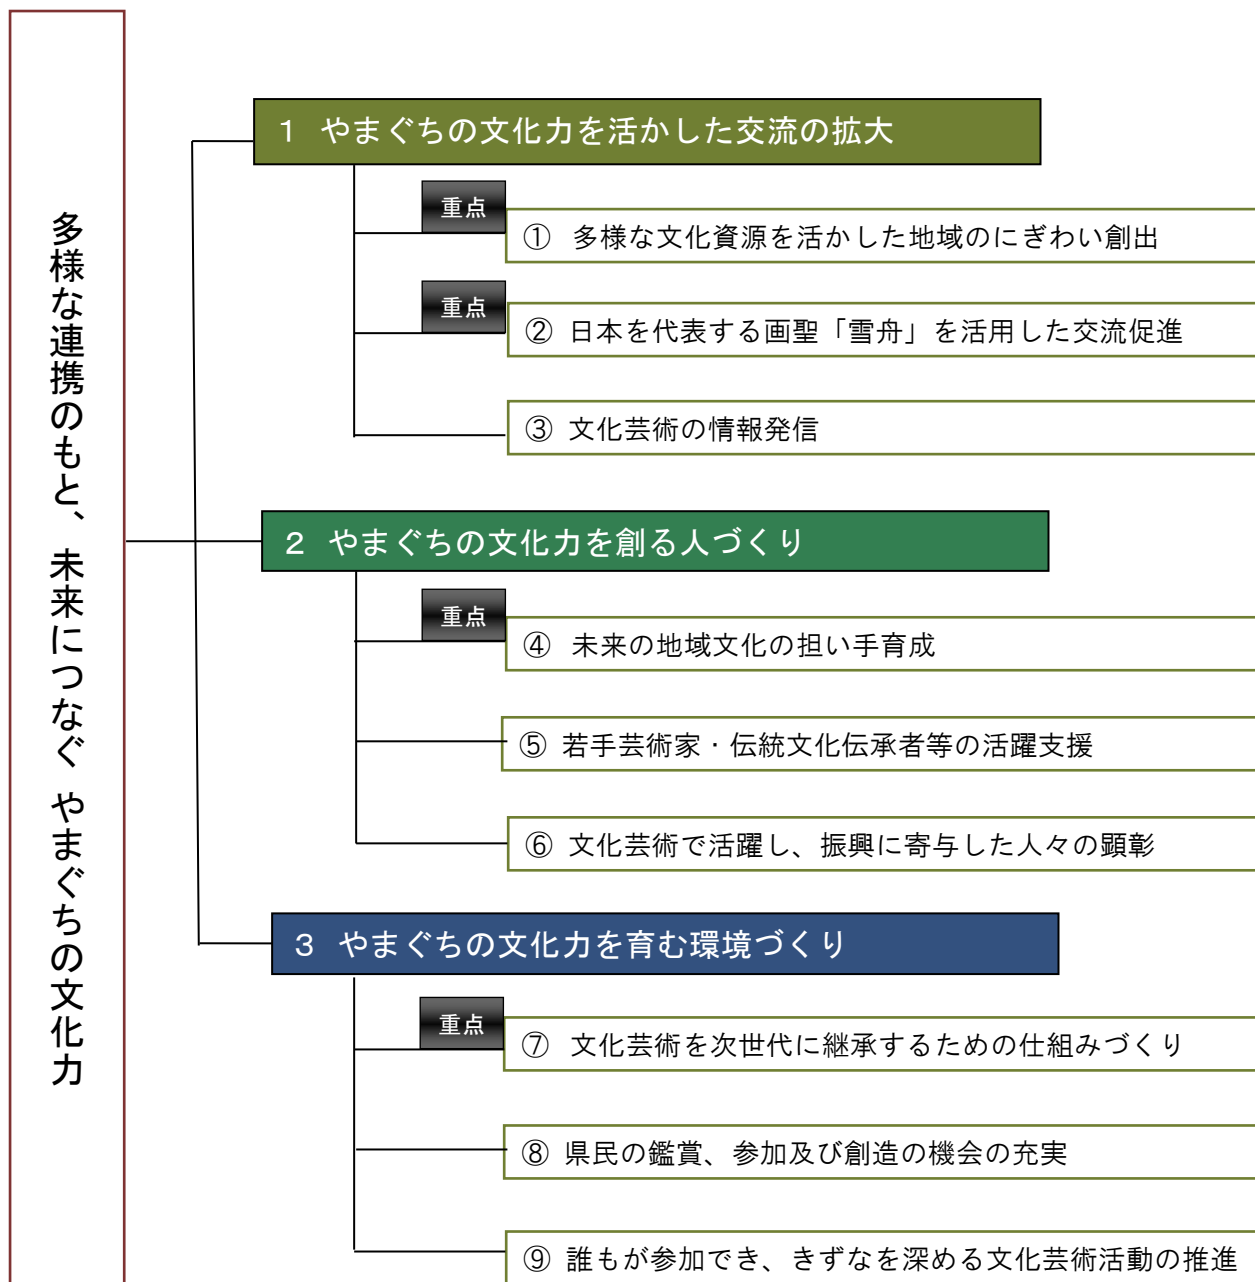 多様な連携のもと、未来につなぐ やまぐちの文化力
１ やまぐちの文化力を活かした交流の拡大
重点
① 多様な文化資源を活かした地域のにぎわい創出
重点
② 日本を代表する画聖「雪舟」を活用した交流促進
③ 文化芸術の情報発信
２ やまぐちの文化力を創る人づくり
重点
④ 未来の地域文化の担い手育成
⑤ 若手芸術家・伝統文化伝承者等の活躍支援
⑥ 文化芸術で活躍し、振興に寄与した人々の顕彰
３ やまぐちの文化力を育む環境づくり
重点
⑦ 文化芸術を次世代に継承するための仕組みづくり
⑧ 県民の鑑賞、参加及び創造の機会の充実
⑨ 誰もが参加でき、きずなを深める文化芸術活動の推進